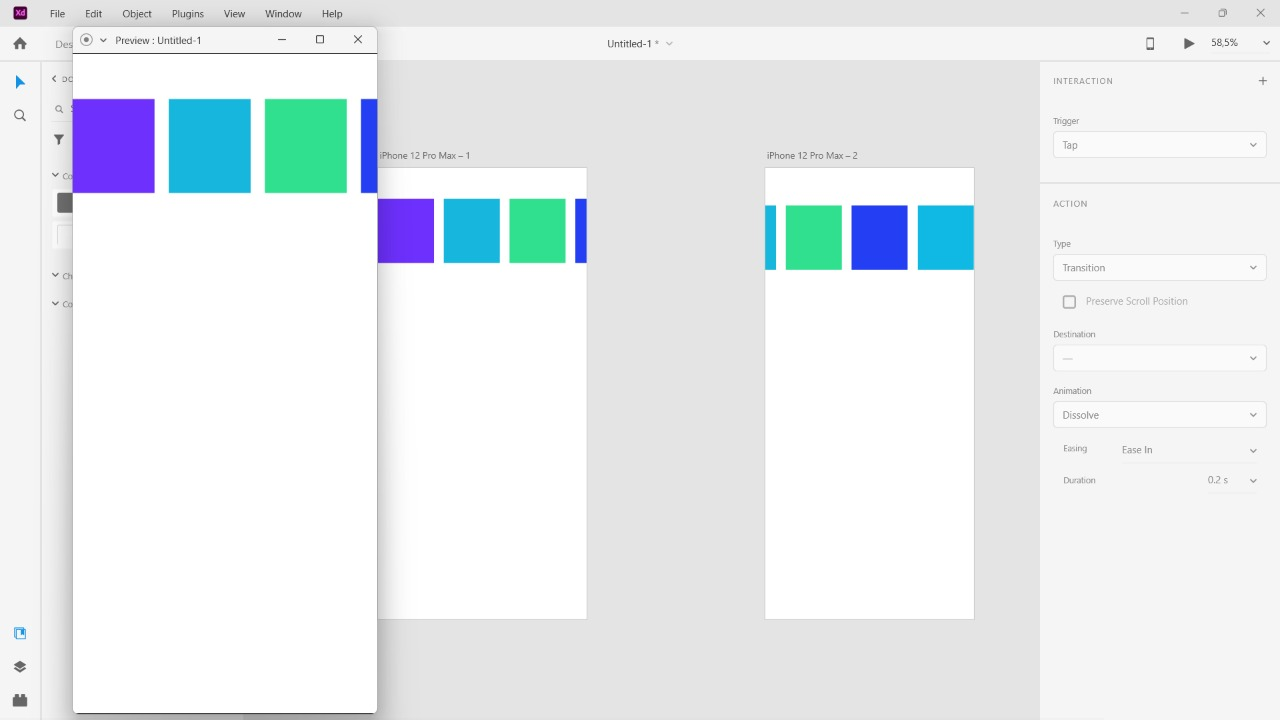 Xd File Edit Object Plugins View Window Help
Preview : Untitled-1
Untitled-1 *
58,5%
INTERACTION
Trigger
Tap
iPhone 12 Pro Max – 1
iPhone 12 Pro Max – 2
ACTION
Type
Transition
Preserve Scroll Position
Destination
—
Animation
Dissolve
Easing
Ease In
Duration
0.2 s